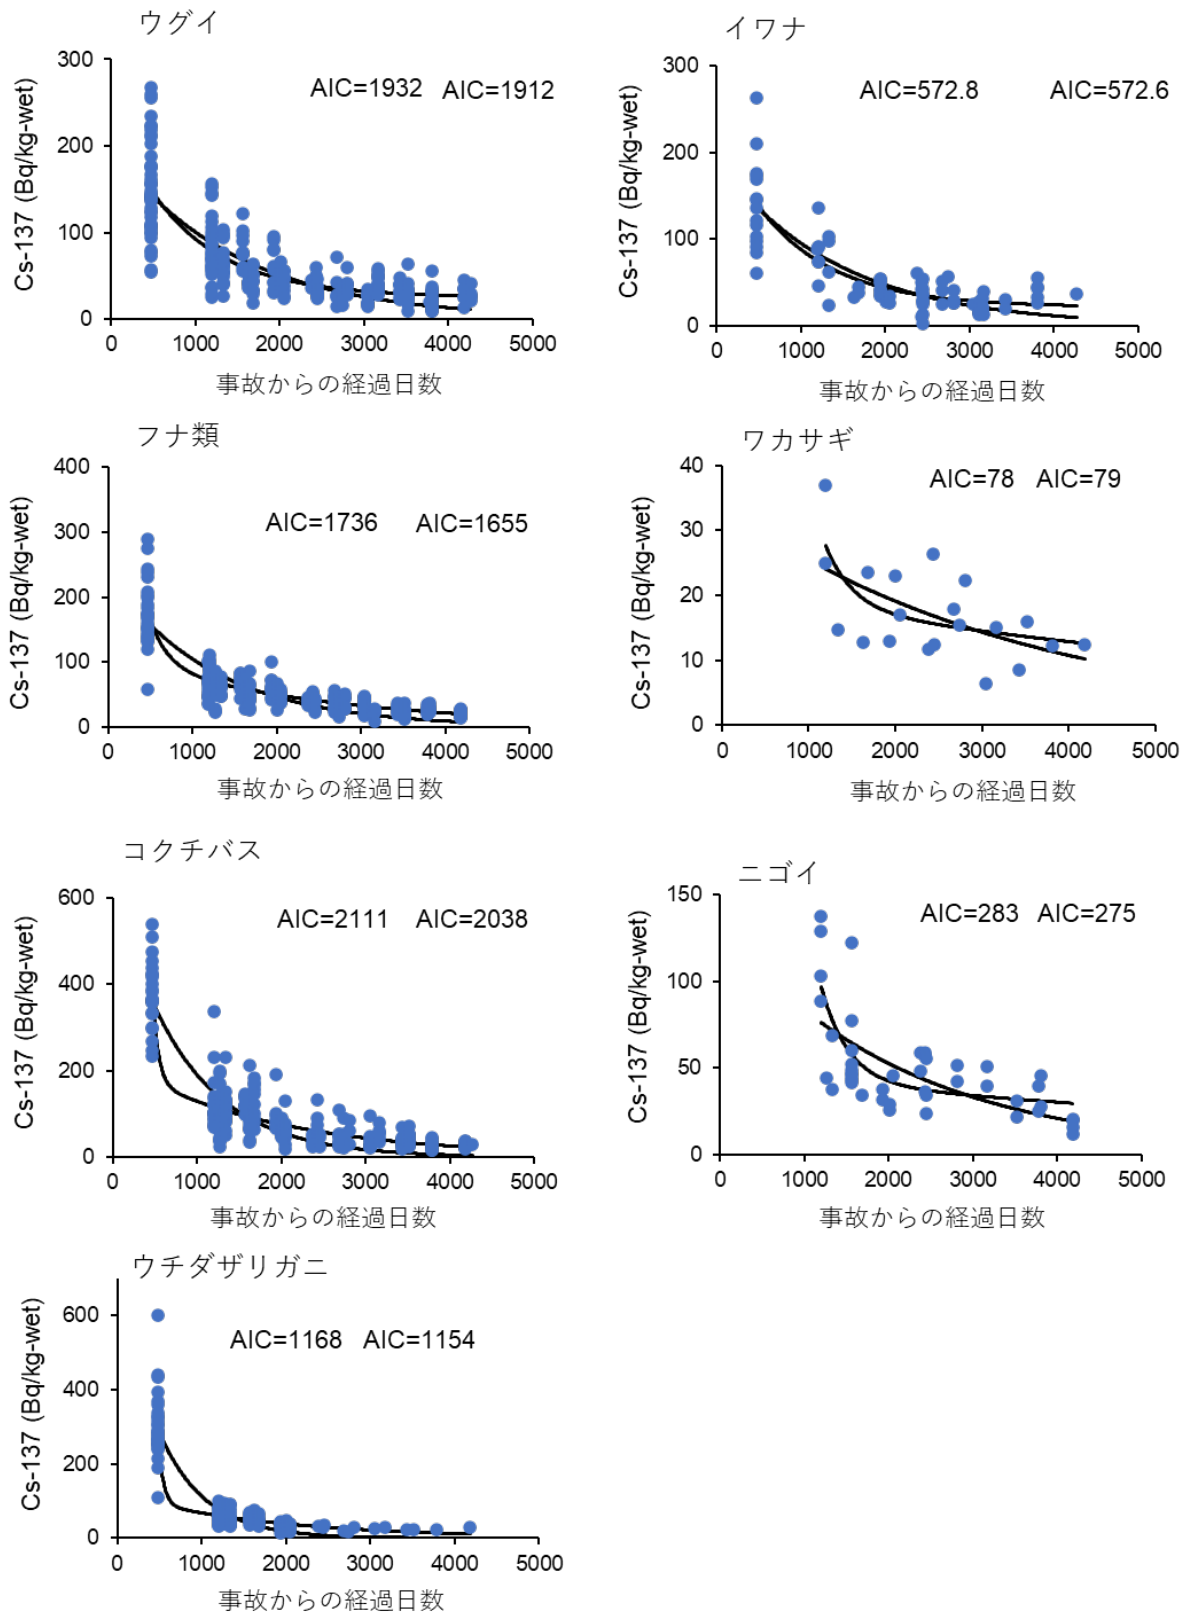 ウグイ
AIC=1932 AIC=1912
Cs-137 (Bq/kg-wet)
300
200
100
0
0 1000 2000 3000 4000 5000
事故からの経過日数
イワナ
AIC=572.8 AIC=572.6
Cs-137 (Bq/kg-wet)
300
200
100
0
0 1000 2000 3000 4000 5000
事故からの経過日数
フナ類
AIC=1736 AIC=1655
Cs-137 (Bq/kg-wet)
400
300
200
100
0
0 1000 2000 3000 4000 5000
事故からの経過日数
ワカサギ
AIC=78 AIC=79
Cs-137 (Bq/kg-wet)
40
30
20
10
0
0 1000 2000 3000 4000 5000
事故からの経過日数
コクチバス
AIC=2111 AIC=2038
Cs-137 (Bq/kg-wet)
600
400
200
0
0 1000 2000 3000 4000 5000
事故からの経過日数
ニゴイ
AIC=283 AIC=275
Cs-137 (Bq/kg-wet)
150
100
50
0
0 1000 2000 3000 4000 5000
事故からの経過日数
ウチダザリガニ
AIC=1168 AIC=1154
Cs-137 (Bq/kg-wet)
600
400
200
0
0 1000 2000 3000 4000 5000
事故からの経過日数